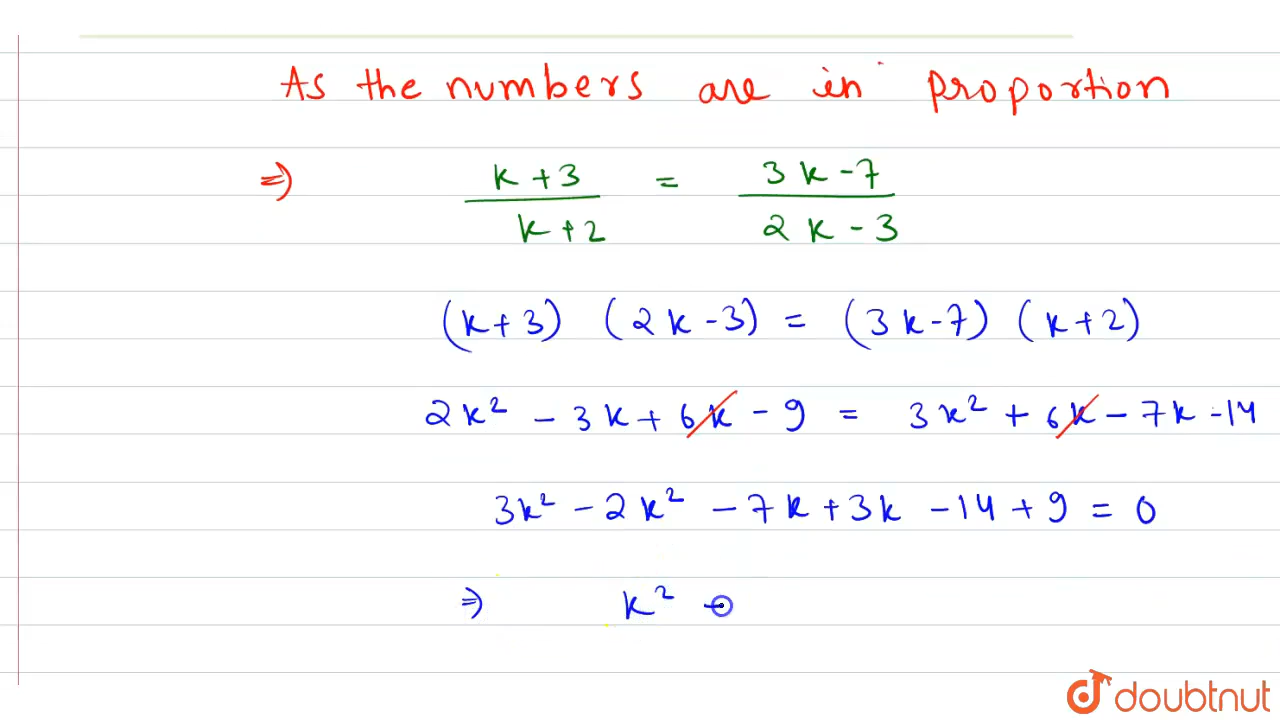 As the numbers are in proportion
⇒ k+3 / k+2 = 3k-7 / 2k-3
(k+3) (2k-3) = (3k-7) (k+2)
2k² - 3k + 6k - 9 = 3k² + 6k - 7k - 14
3k² - 2k² - 7k + 3k - 14 + 9 = 0
⇒ k² -
doubtnut